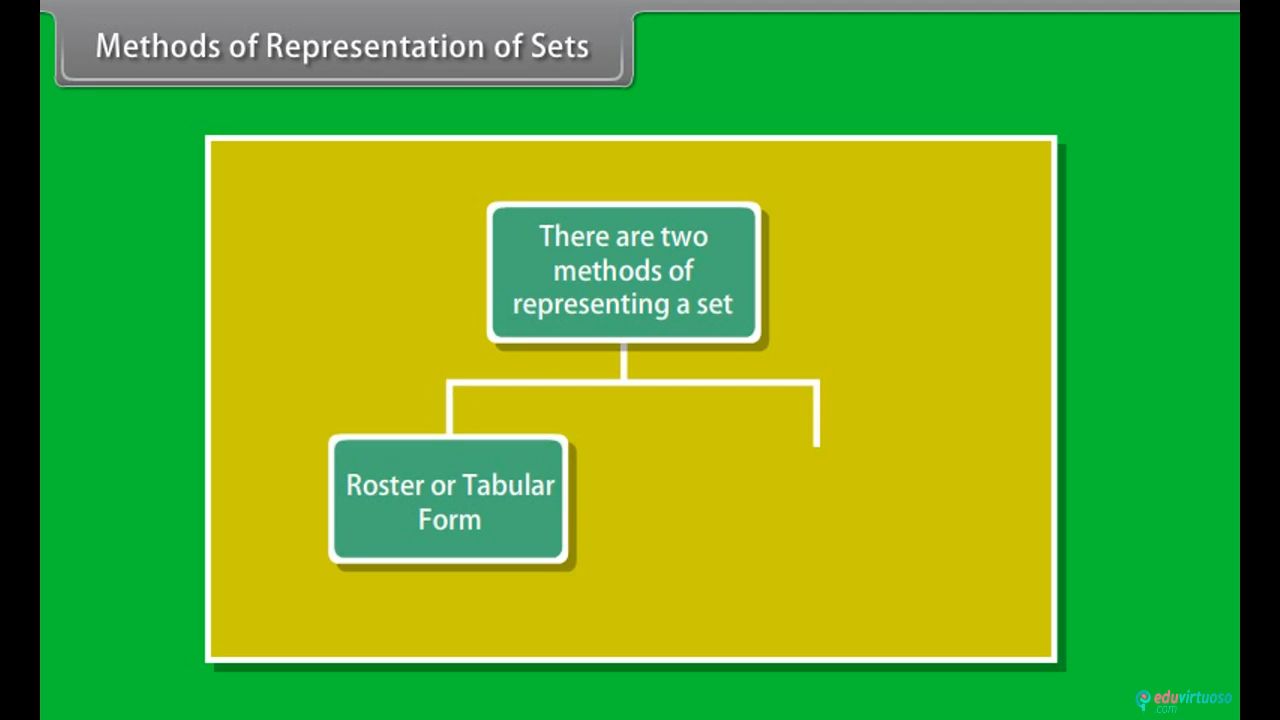 Methods of Representation of Sets
There are two
methods of
representing a set
Roster or Tabular
Form
eduvirtuoso
.com